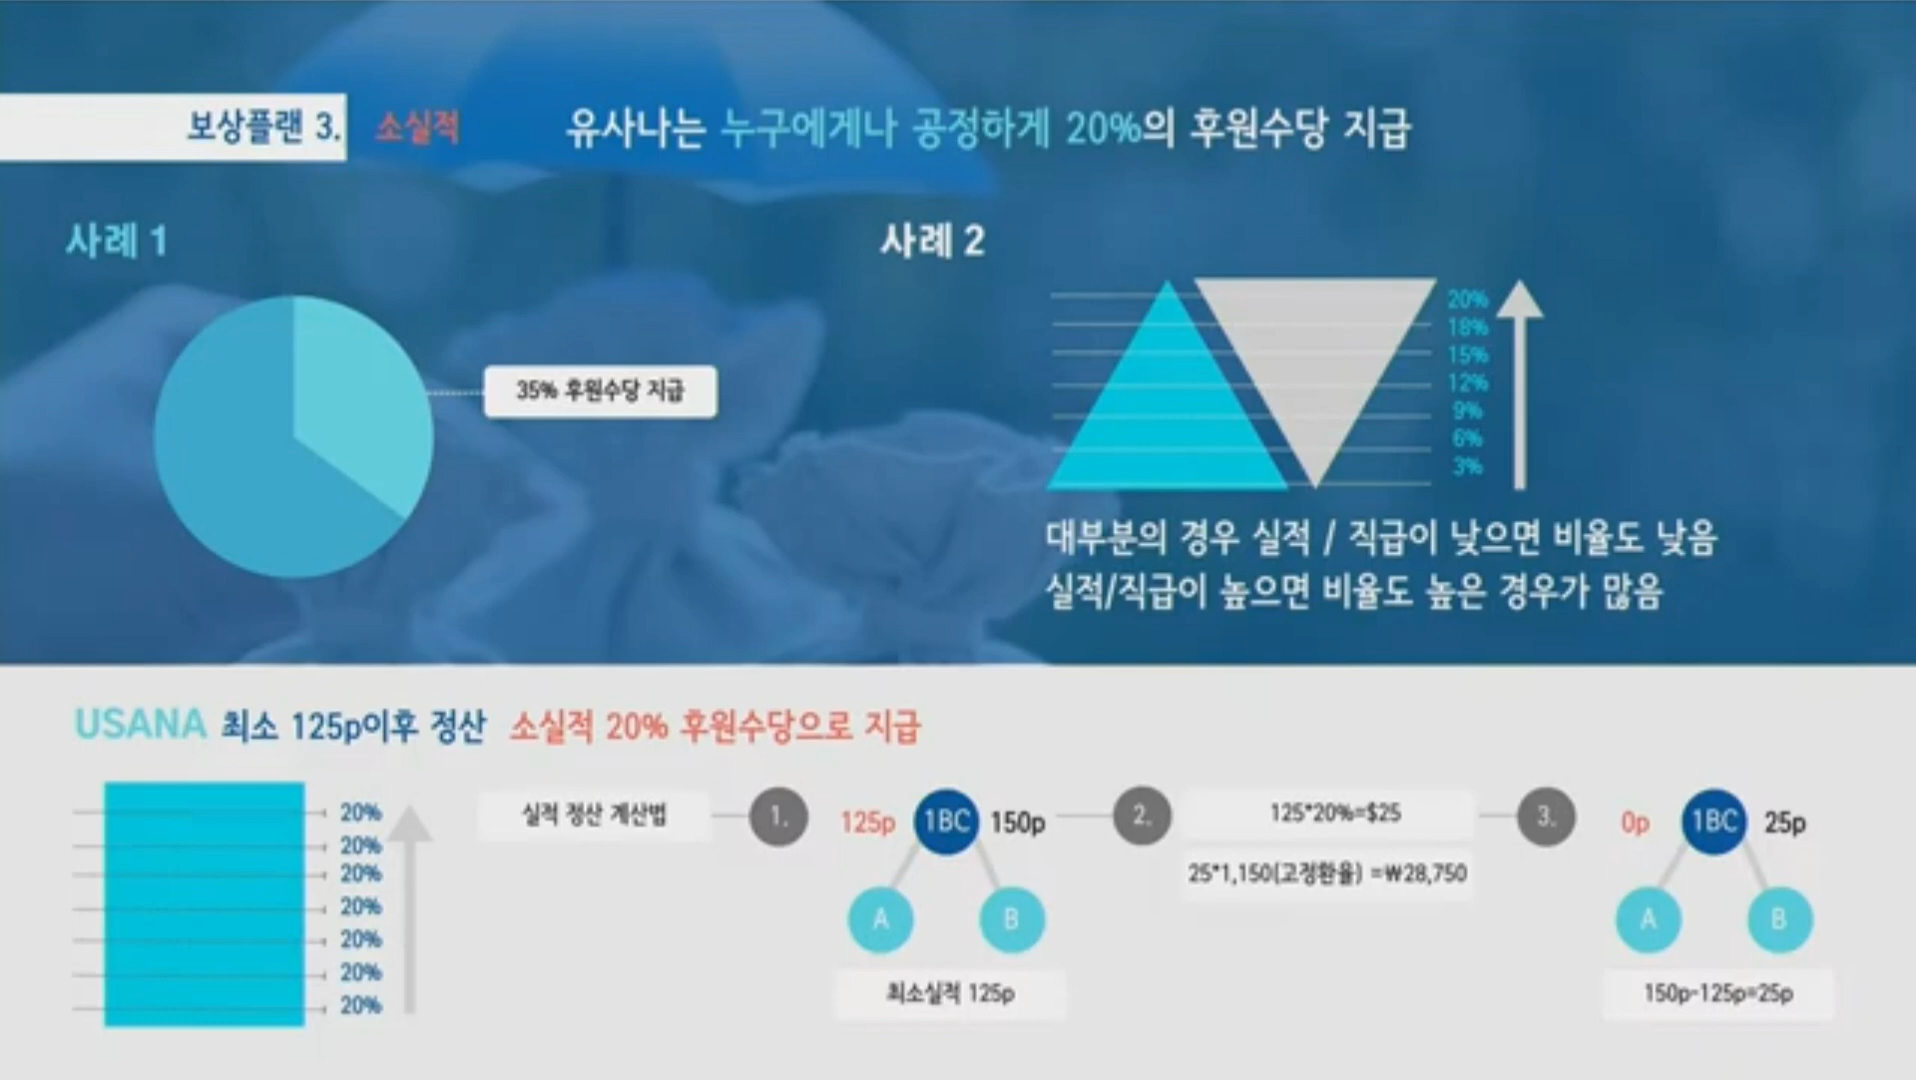 보상플랜 3. 소실적 유사나는 누구에게나 공정하게 20%의 후원수당 지급
사례 1
35% 후원수당 지급
사례 2
20%
18%
15%
12%
9%
6%
3%
대부분의 경우 실적 / 직급이 낮으면 비율도 낮음
실적/직급이 높으면 비율도 높은 경우가 많음
USANA 최소 125p이후 정산 소실적 20% 후원수당으로 지급
20%
20%
20%
20%
20%
20%
20%
실적 정산 계산법
1.
125p 1BC 150p
A B
최소실적 125p
2.
125*20%=$25
25*1,150(고정환율) =₩28,750
3.
0p 1BC 25p
A B
150p-125p=25p